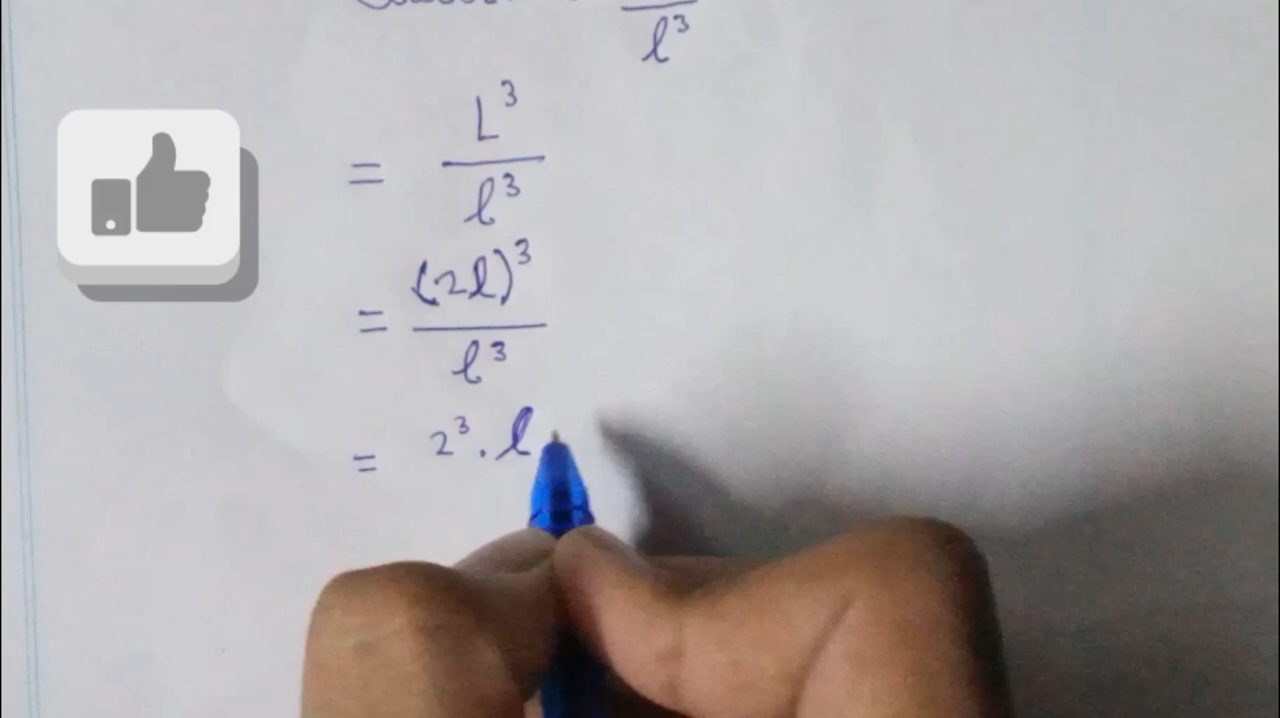 l³
= L³ / l³
= (2l)³ / l³
= 2³ . l